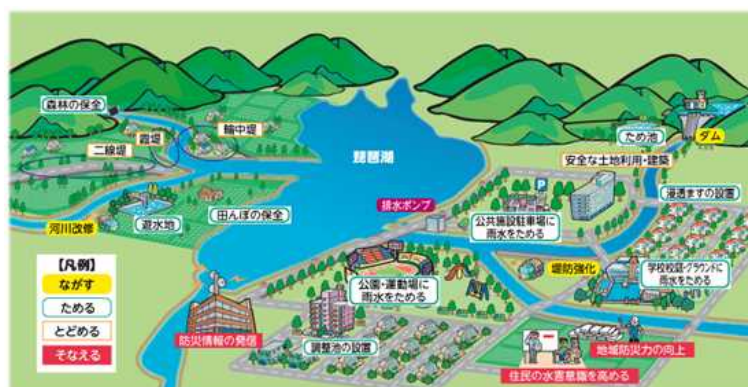 森林の保全
霞堤
輪中堤
二線堤
琵琶湖
ため池
ダム
安全な土地利用・建築
浸透ますの設置
河川改修
遊水地
田んぼの保全
排水ポンプ
P
公共施設駐車場に
雨水をためる
堤防強化
学校校庭・グラウンドに
雨水をためる
公園・運動場に
雨水をためる
【凡例】
ながす
ためる
とどめる
そなえる
防災情報の発信
調整池の設置
地域防災力の向上
住民の水害意識を高める